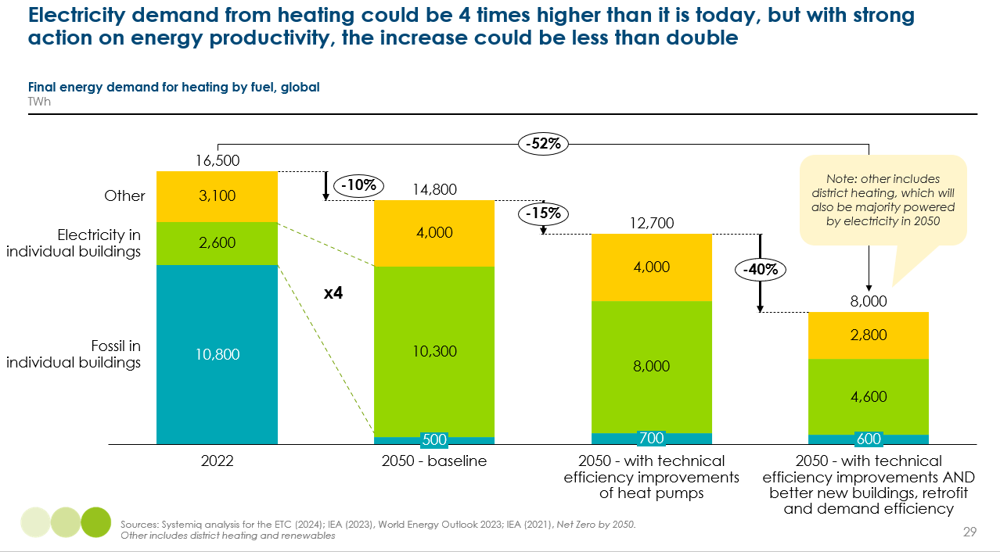 Electricity demand from heating could be 4 times higher than it is today, but with strong
action on energy productivity, the increase could be less than double
Final energy demand for heating by fuel, global
TWh
-52%
16,500
Other
3,100
Electricity in
individual buildings
2,600
Fossil in
individual buildings
10,800
-10%
x4
14,800
4,000
10,300
500
-15%
12,700
4,000
8,000
700
-40%
Note: other includes
district heating, which will
also be majority powered
by electricity in 2050
8,000
2,800
4,600
600
2022
2050 - baseline
2050 - with technical
efficiency improvements
of heat pumps
2050 - with technical
efficiency improvements AND
better new buildings, retrofit
and demand efficiency
Sources: Systemiq analysis for the ETC (2024); IEA (2023), World Energy Outlook 2023; IEA (2021), Net Zero by 2050.
Other includes district heating and renewables
29